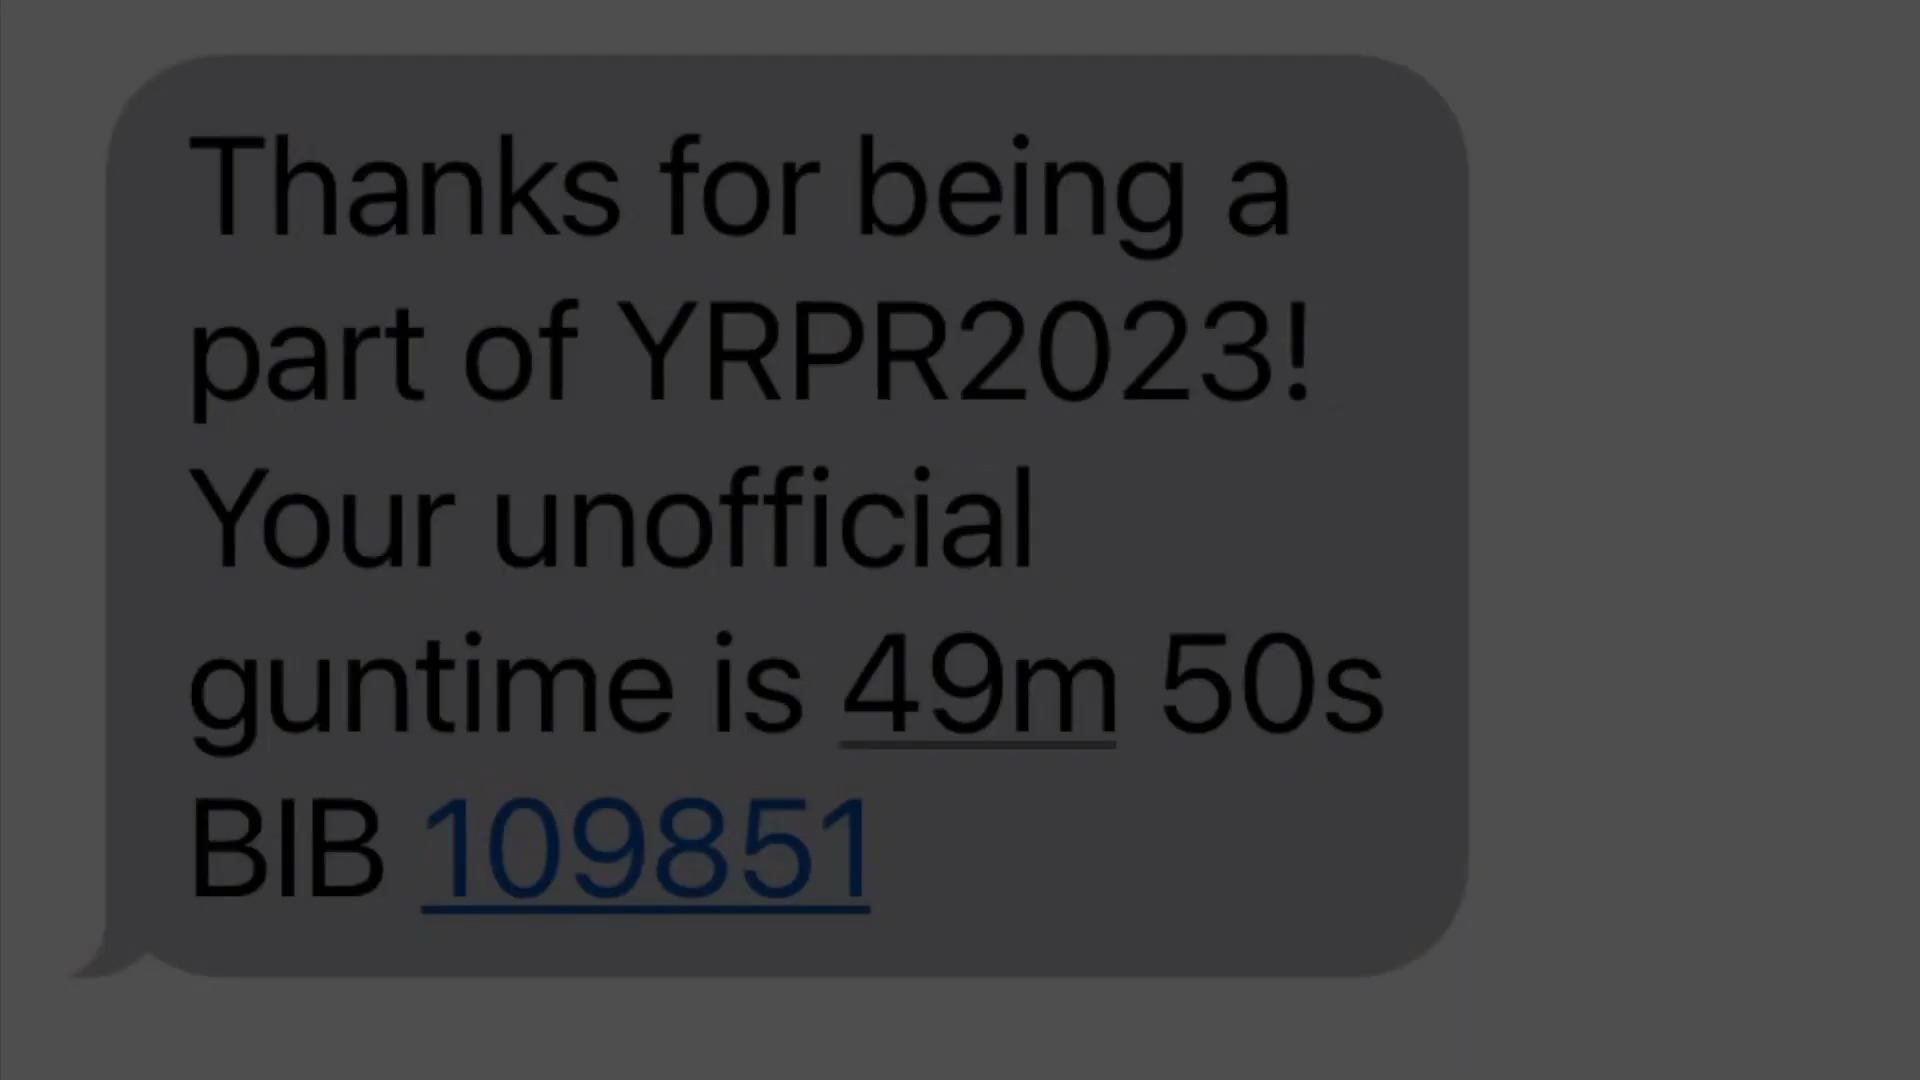 Thanks for being a
part of YRPR2023!
Your unofficial
guntime is 49m 50s
BIB 109851